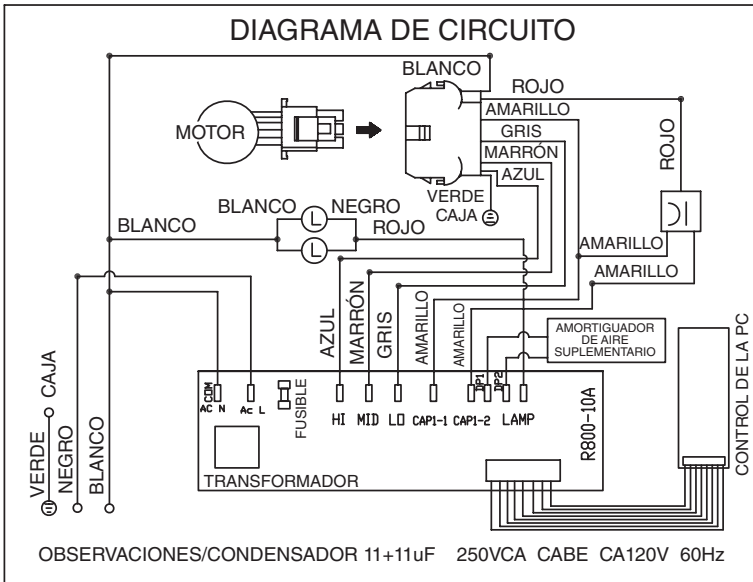 DIAGRAMA DE CIRCUITO
BLANCO
ROJO
AMARILLO
GRIS
MARRÓN
AZUL
MOTOR
VERDE
CAJA
ROJO
BLANCO
BLANCO
L
NEGRO
L
ROJO
AMARILLO
AMARILLO
AZUL
MARRÓN
GRIS
AMARILLO
AMARILLO
AMORTIGUADOR
DE AIRE
SUPLEMENTARIO
CONTROL DE LA PC
CAJA
VERDE
NEGRO
BLANCO
COM
AC N
Ac L
FUSIBLE
HI MID LO CAP1-1 CAP1-2 LAMP
DP1
DP2
R800-10A
TRANSFORMADOR
OBSERVACIONES/CONDENSADOR 11+11uF 250VCA CABE CA120V 60Hz